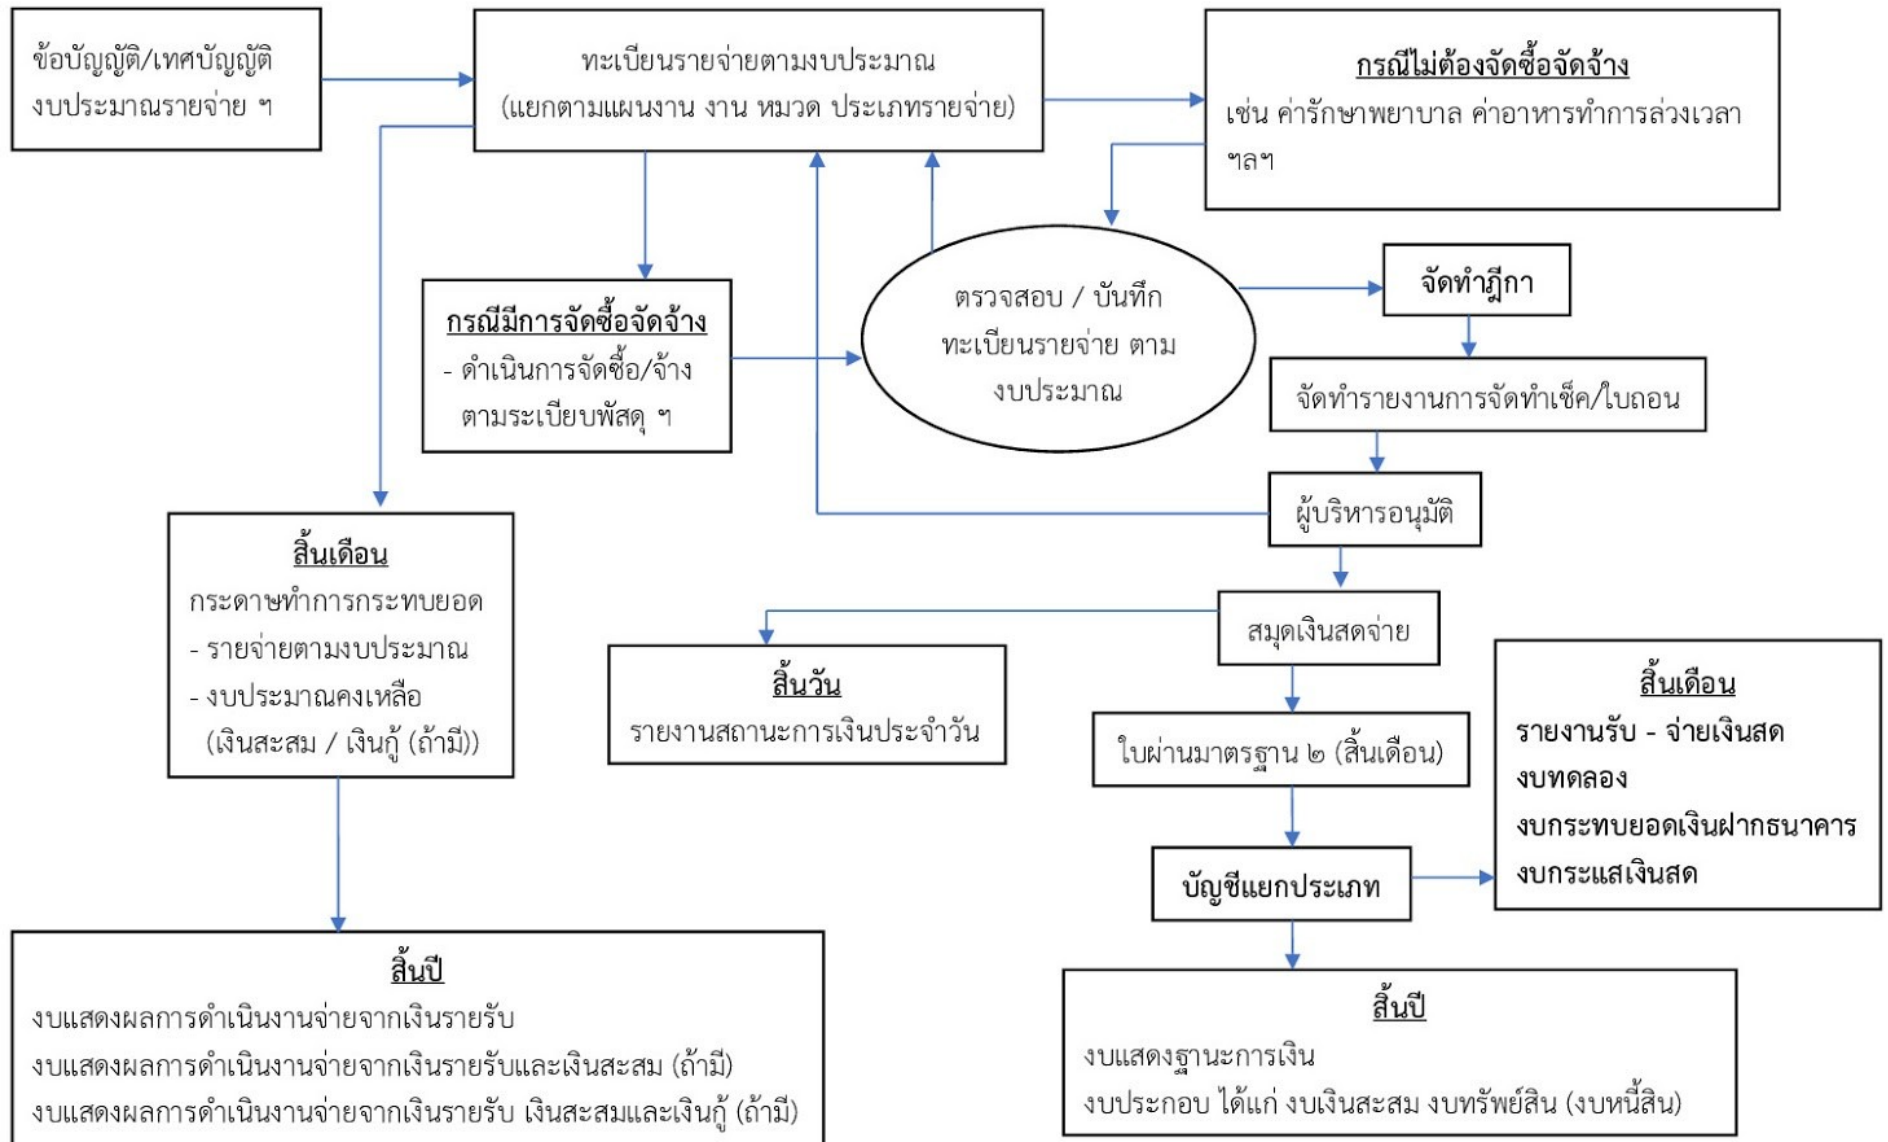 ข้อบัญญัติ/เทศบัญญัติ
งบประมาณรายจ่าย ฯ
ทะเบียนรายจ่ายตามงบประมาณ
(แยกตามแผนงาน งาน หมวด ประเภทรายจ่าย)
กรณีไม่ต้องจัดซื้อจัดจ้าง
เช่น ค่ารักษาพยาบาล ค่าอาหารทำการล่วงเวลา
ฯลฯ
กรณีมีการจัดซื้อจัดจ้าง
- ดำเนินการจัดซื้อ/จ้าง
ตามระเบียบพัสดุ ฯ
ตรวจสอบ / บันทึก
ทะเบียนรายจ่าย ตาม
งบประมาณ
จัดทำฎีกา
จัดทำรายงานการจัดทำเช็ค/ใบถอน
ผู้บริหารอนุมัติ
สิ้นเดือน
กระดาษทำการกระทบยอด
- รายจ่ายตามงบประมาณ
- งบประมาณคงเหลือ
(เงินสะสม / เงินกู้ (ถ้ามี))
สมุดเงินสดจ่าย
สิ้นวัน
รายงานสถานะการเงินประจำวัน
ใบผ่านมาตรฐาน ๒ (สิ้นเดือน)
สิ้นเดือน
รายงานรับ - จ่ายเงินสด
งบทดลอง
งบกระทบยอดเงินฝากธนาคาร
งบกระแสเงินสด
บัญชีแยกประเภท
สิ้นปี
งบแสดงผลการดำเนินงานจ่ายจากเงินรายรับ
งบแสดงผลการดำเนินงานจ่ายจากเงินรายรับและเงินสะสม (ถ้ามี)
งบแสดงผลการดำเนินงานจ่ายจากเงินรายรับ เงินสะสมและเงินกู้ (ถ้ามี)
สิ้นปี
งบแสดงฐานะการเงิน
งบประกอบ ได้แก่ งบเงินสะสม งบทรัพย์สิน (งบหนี้สิน)